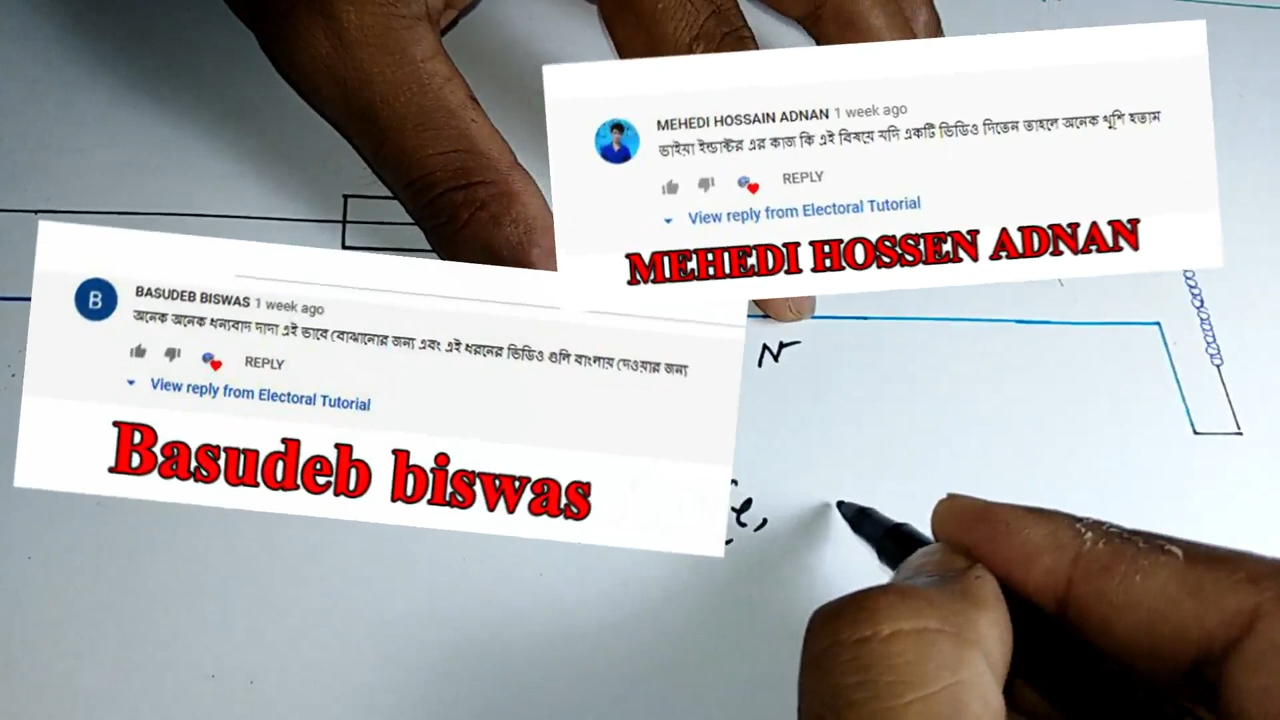 MEHEDI HOSSAIN ADNAN 1 week ago
ভাইয়া ইন্ডাক্টর এর কাজ কি এই বিষয়ে যদি একটি ভিডিও দিতেন তাহলে অনেক খুশি হতাম
REPLY
View reply from Electoral Tutorial
MEHEDI HOSSEN ADNAN
B
BASUDEB BISWAS 1 week ago
অনেক অনেক ধন্যবাদ দাদা এই ভাবে বোঝানোর জন্য এবং এই ধরনের ভিডিও গুলি বাংলায় দেওয়ার জন্য
REPLY
View reply from Electoral Tutorial
Basudeb biswas
N